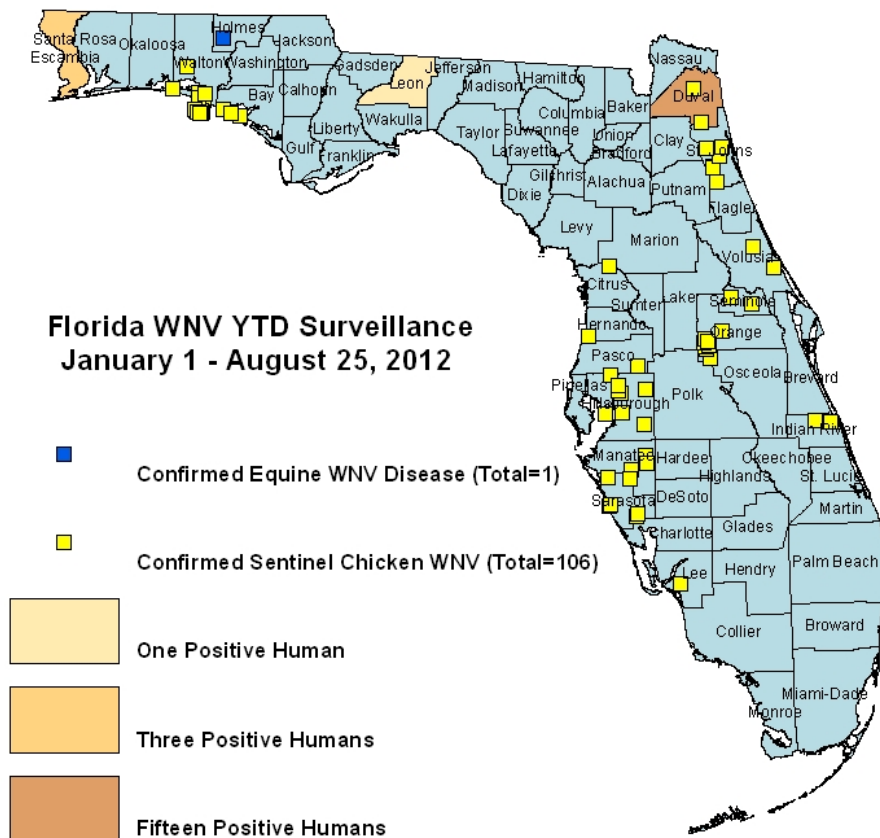 Holmes
Santa Rosa
Okaloosa
Jackson
Escambia
Walton
Washington
Gadsden
Jefferson
Nassau
Leon
Madison
Hamilton
Bay
Calhoun
Duval
Columbia
Baker
Liberty
Wakulla
Taylor
Suwannee
Union
Clay
St. Johns
Gulf
Franklin
Lafayette
Bradford
Gilchrist
Alachua
Putnam
Dixie
Flagler
Levy
Marion
Volusia
Citrus
Lake
Seminole
Sumter
Florida WNV YTD Surveillance
January 1 - August 25, 2012
Hernando
Orange
Pasco
Osceola
Brevard
Pinellas
Polk
Hillsborough
Indian River
Manatee
Hardee
Okeechobee
Highlands
St. Lucie
Confirmed Equine WNV Disease (Total=1)
Sarasota
DeSoto
Martin
Charlotte
Glades
Confirmed Sentinel Chicken WNV (Total=106)
Lee
Hendry
Palm Beach
Collier
Broward
One Positive Human
Miami-Dade
Monroe
Three Positive Humans
Fifteen Positive Humans